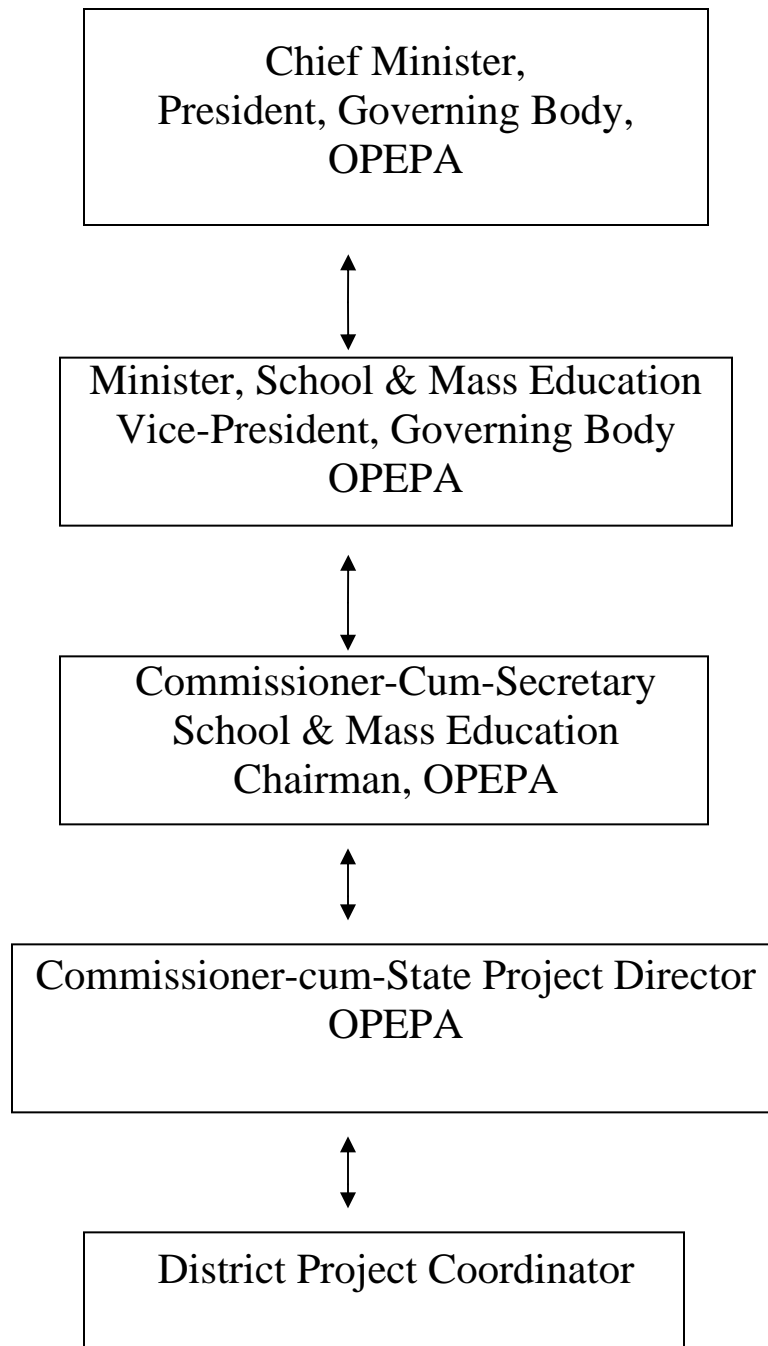 Chief Minister,
President, Governing Body,
OPEPA
Minister, School & Mass Education
Vice-President, Governing Body
OPEPA
Commissioner-Cum-Secretary
School & Mass Education
Chairman, OPEPA
Commissioner-cum-State Project Director
OPEPA
District Project Coordinator